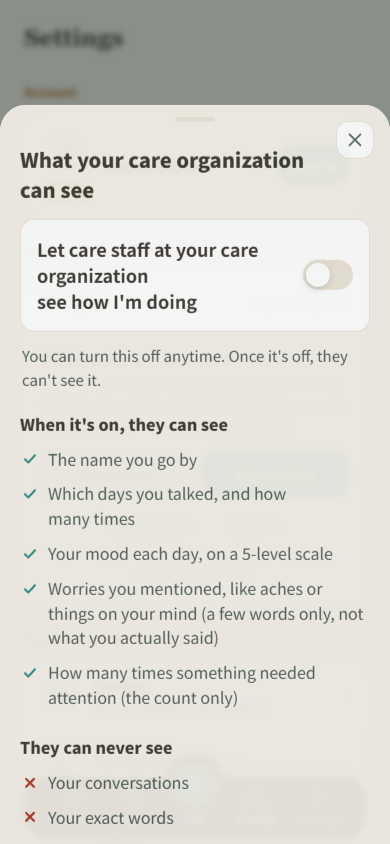 Settings
Account
What your care organization
can see
Let care staff at your care
organization
see how I'm doing
You can turn this off anytime. Once it's off, they
can't see it.
When it's on, they can see
The name you go by
Which days you talked, and how
many times
Your mood each day, on a 5-level scale
Worries you mentioned, like aches or
things on your mind (a few words only, not
what you actually said)
How many times something needed
attention (the count only)
They can never see
Your conversations
Your exact words